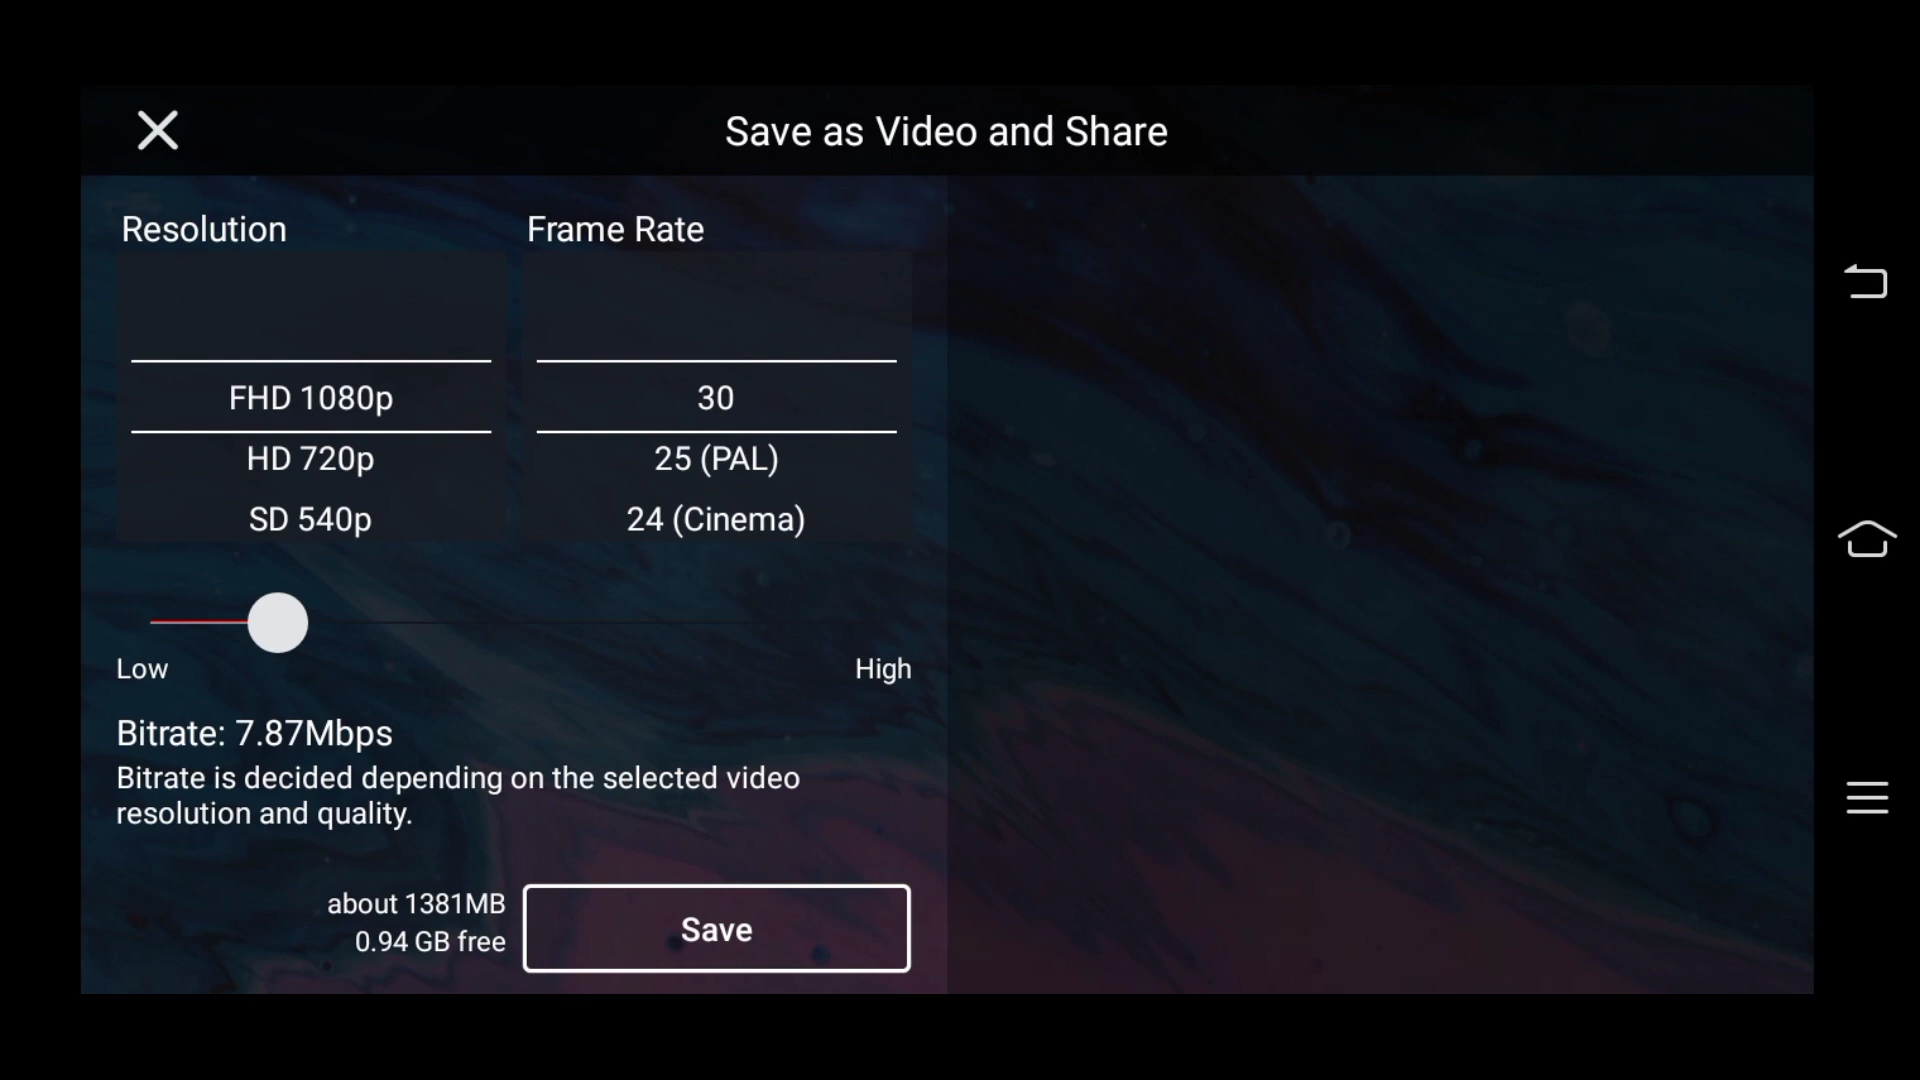 Save as Video and Share
Resolution
Frame Rate
FHD 1080p
HD 720p
SD 540p
30
25 (PAL)
24 (Cinema)
Low
High
Bitrate: 7.87Mbps
Bitrate is decided depending on the selected video
resolution and quality.
about 1381MB
0.94 GB free
Save